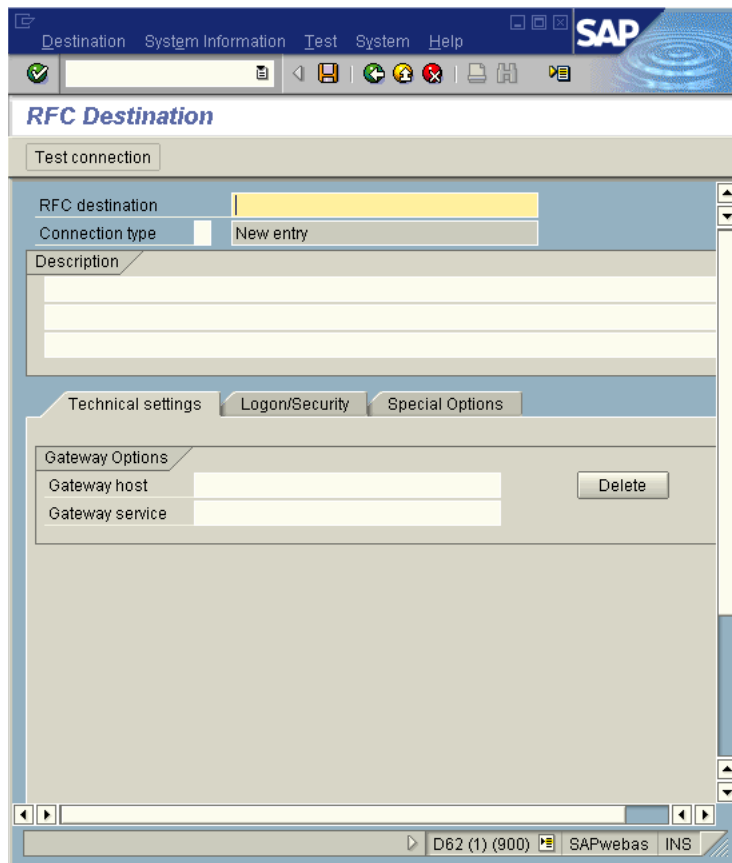 Destination System Information Test System Help
SAP
RFC Destination
Test connection
RFC destination
Connection type New entry
Description
Technical settings Logon/Security Special Options
Gateway Options
Gateway host Delete
Gateway service
D62 (1) (900) SAPwebas INS